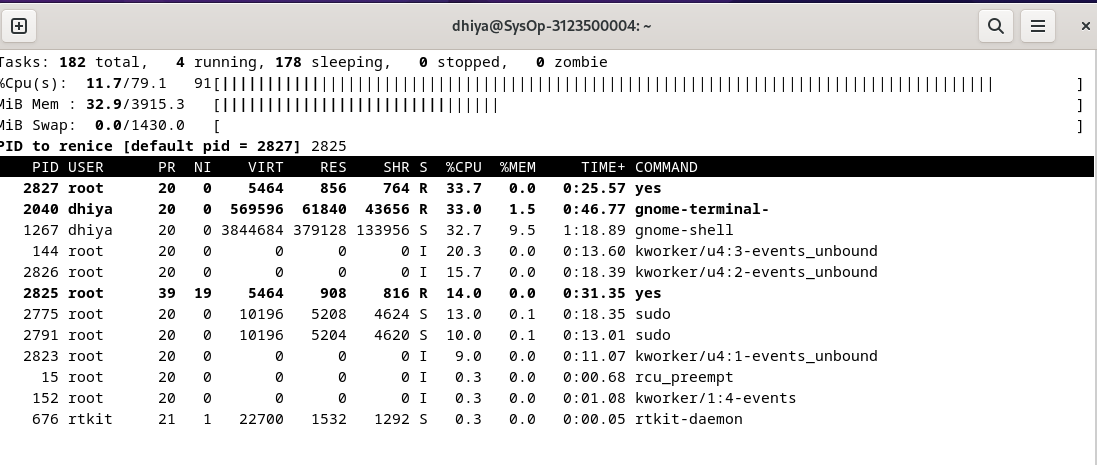 dhiya@SysOp-3123500004: ~
Tasks: 182 total,   4 running, 178 sleeping,   0 stopped,   0 zombie
%Cpu(s):  11.7/79.1   91[||||||||||||||||||||||||||||||||||||||||||||||||||||||||||||||||||||||||||||||||||||||          ]
MiB Mem : 32.9/3915.3   [|||||||||||||||||||||||||||||||                                                                 ]
MiB Swap:  0.0/1430.0   [                                                                                                ]
PID to renice [default pid = 2827] 2825
PID USER      PR  NI    VIRT    RES    SHR S  %CPU  %MEM     TIME+ COMMAND
2827 root      20   0    5464    856    764 R  33.7   0.0   0:25.57 yes
2040 dhiya     20   0  569596  61840  43656 R  33.0   1.5   0:46.77 gnome-terminal-
1267 dhiya     20   0 3844684 379128 133956 S  32.7   9.5   1:18.89 gnome-shell
144 root      20   0       0      0      0 I  20.3   0.0   0:13.60 kworker/u4:3-events_unbound
2826 root      20   0       0      0      0 I  15.7   0.0   0:18.39 kworker/u4:2-events_unbound
2825 root      39  19    5464    908    816 R  14.0   0.0   0:31.35 yes
2775 root      20   0   10196   5208   4624 S  13.0   0.1   0:18.35 sudo
2791 root      20   0   10196   5204   4620 S  10.0   0.1   0:13.01 sudo
2823 root      20   0       0      0      0 I   9.0   0.0   0:11.07 kworker/u4:1-events_unbound
15 root      20   0       0      0      0 I   0.3   0.0   0:00.68 rcu_preempt
152 root      20   0       0      0      0 I   0.3   0.0   0:01.08 kworker/1:4-events
676 rtkit     21   1   22700   1532   1292 S   0.3   0.0   0:00.05 rtkit-daemon